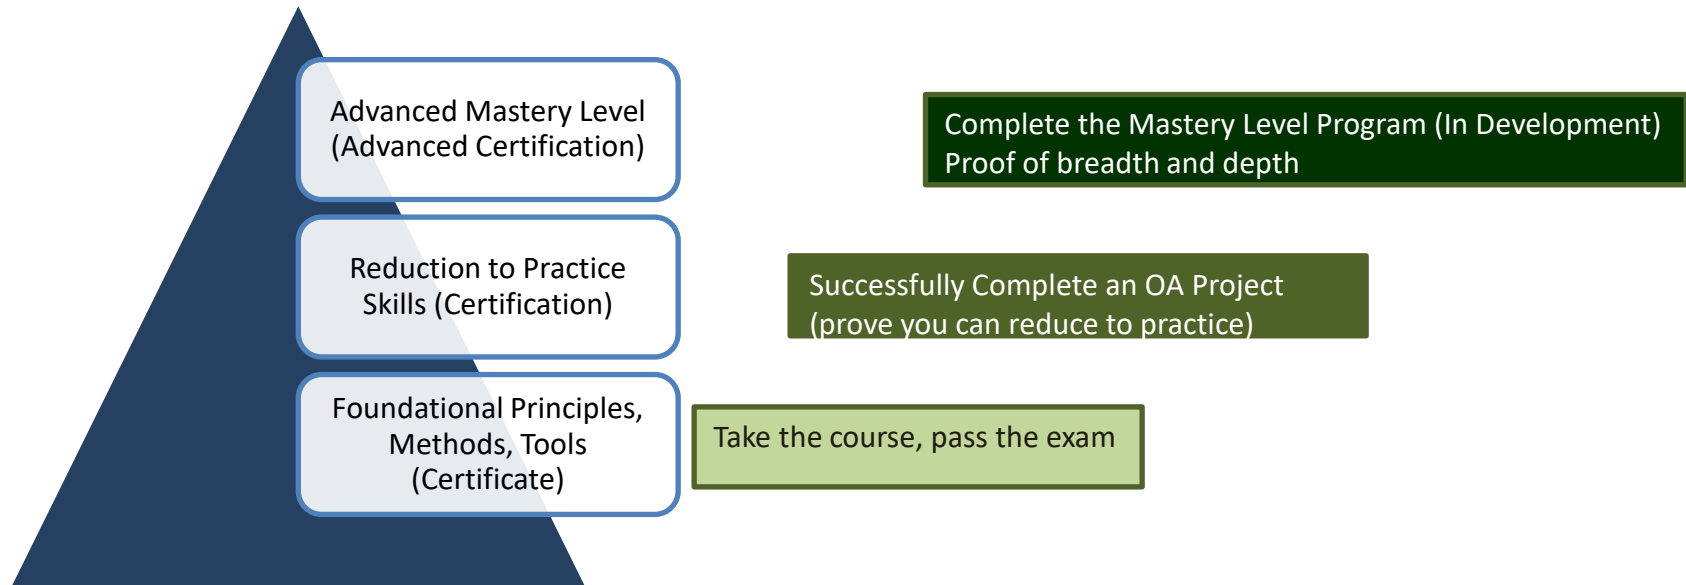 Advanced Mastery Level
(Advanced Certification)
Complete the Mastery Level Program (In Development)
Proof of breadth and depth
Reduction to Practice
Skills (Certification)
Successfully Complete an OA Project
(prove you can reduce to practice)
Foundational Principles,
Methods, Tools
(Certificate)
Take the course, pass the exam